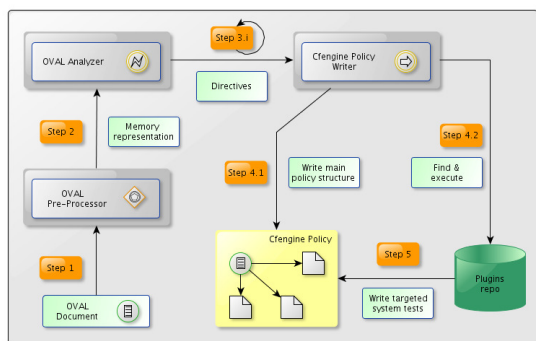 Step 3.i
OVAL Analyzer
Cfengine Policy
Writer
Directives
Step 2
Memory
representation
Step 4.2
Step 4.1
Write main
policy structure
Find &
execute
OVAL
Pre-Processor
Cfengine Policy
Step 1
Step 5
Plugins
repo
OVAL
Document
Write targeted
system tests